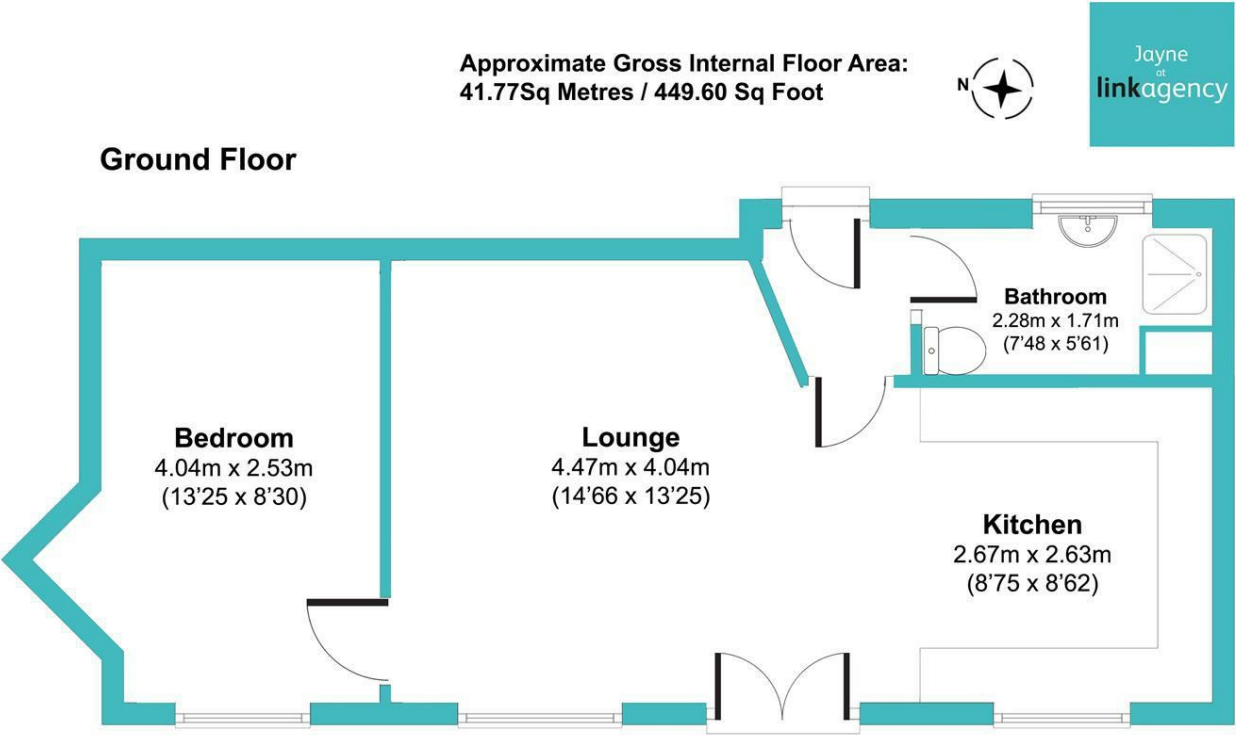 Approximate Gross Internal Floor Area:
41.77Sq Metres / 449.60 Sq Foot
N
Jayne
at
linkagency
Ground Floor
Bathroom
2.28m x 1.71m
(7'48 x 5'61)
Bedroom
4.04m x 2.53m
(13'25 x 8'30)
Lounge
4.47m x 4.04m
(14'66 x 13'25)
Kitchen
2.67m x 2.63m
(8'75 x 8'62)